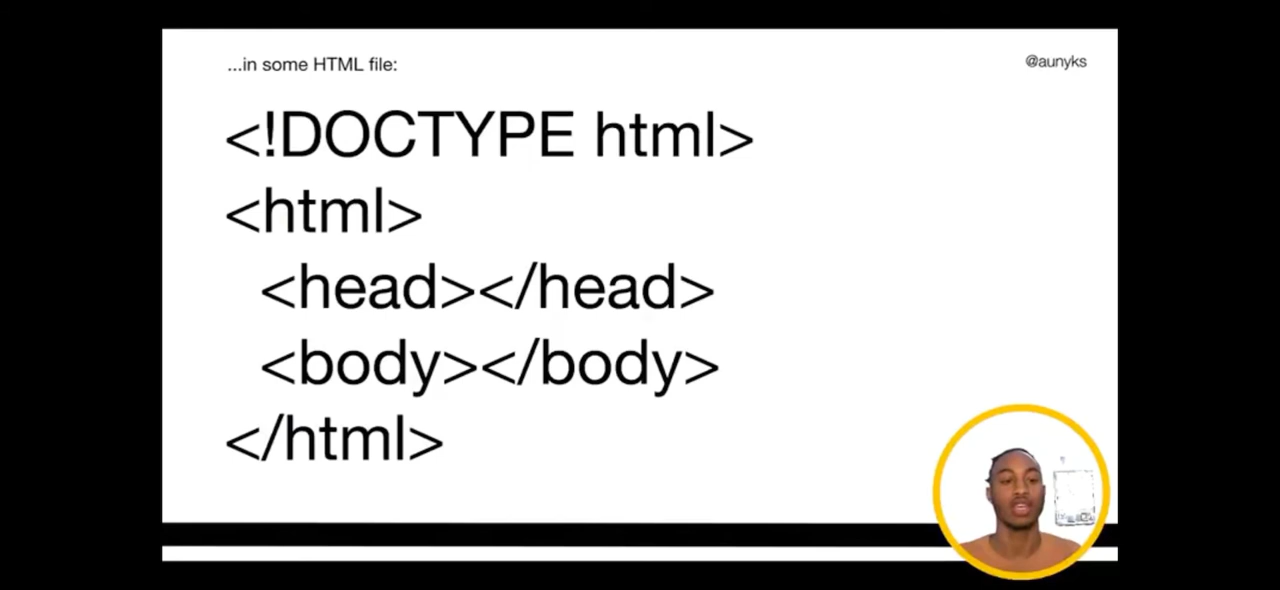 ...in some HTML file:
@aunyks
<!DOCTYPE html>
<html>
<head></head>
<body></body>
</html>